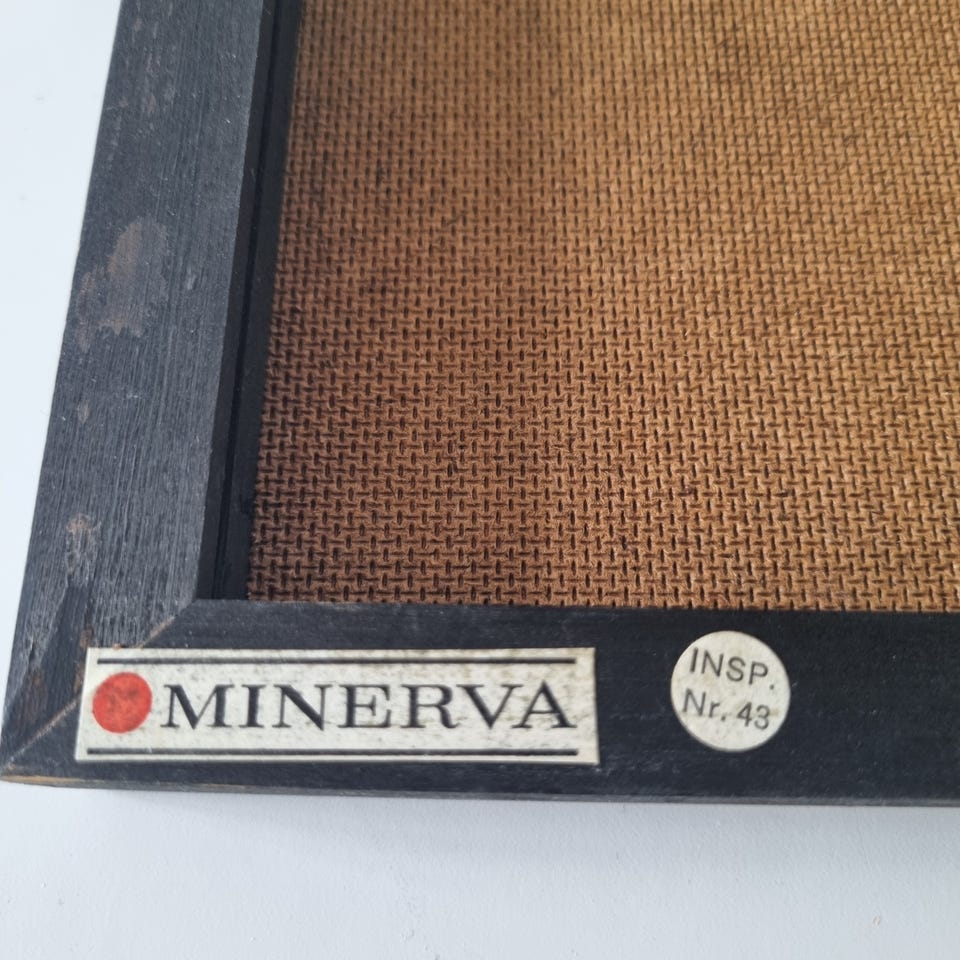 MINERVA
INSP.
Nr. 43